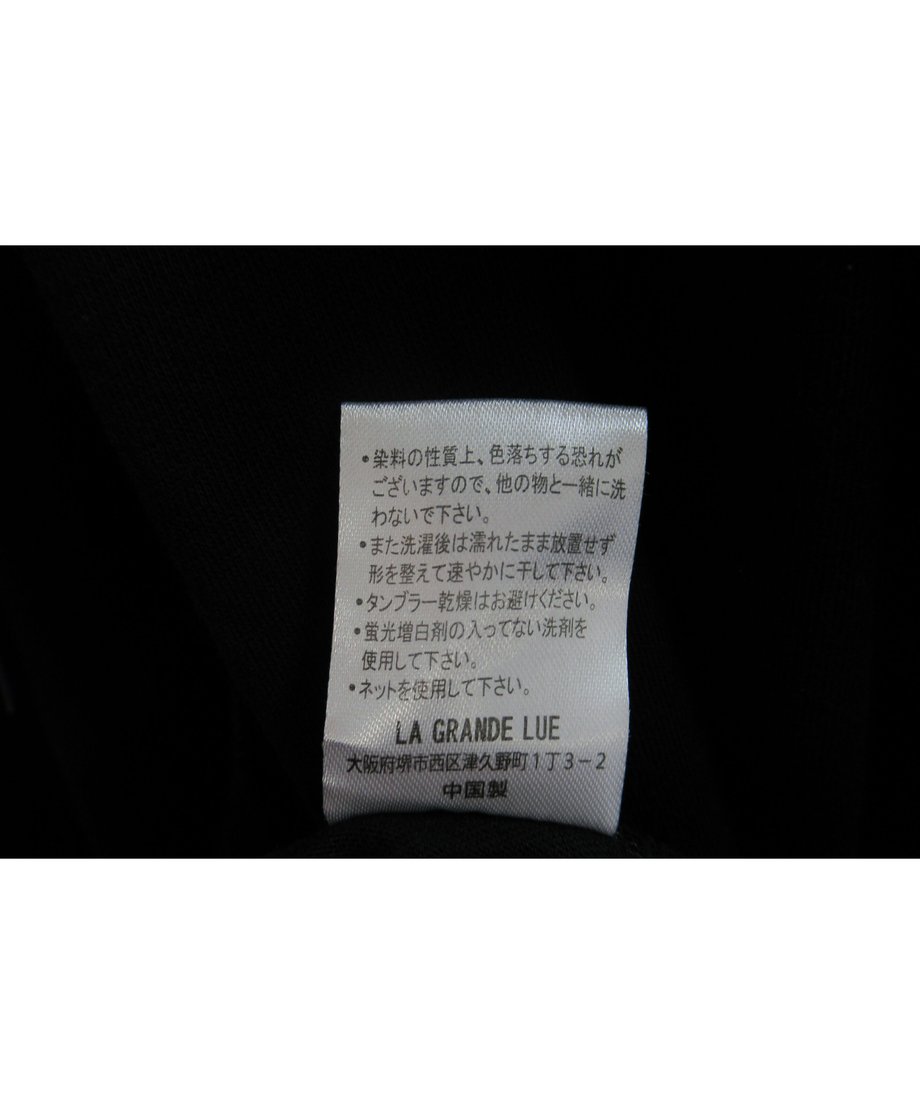 ・染料の性質上、色落ちする恐れが
ございますので、他の物と一緒に洗
わないで下さい。
・また洗濯後は濡れたまま放置せず
形を整えて速やかに干して下さい。
・タンブラー乾燥はお避けください。
・蛍光増白剤の入ってない洗剤を
使用して下さい。
・ネットを使用して下さい。
LA GRANDE LUE
大阪府堺市西区津久野町1丁3-2
中国製